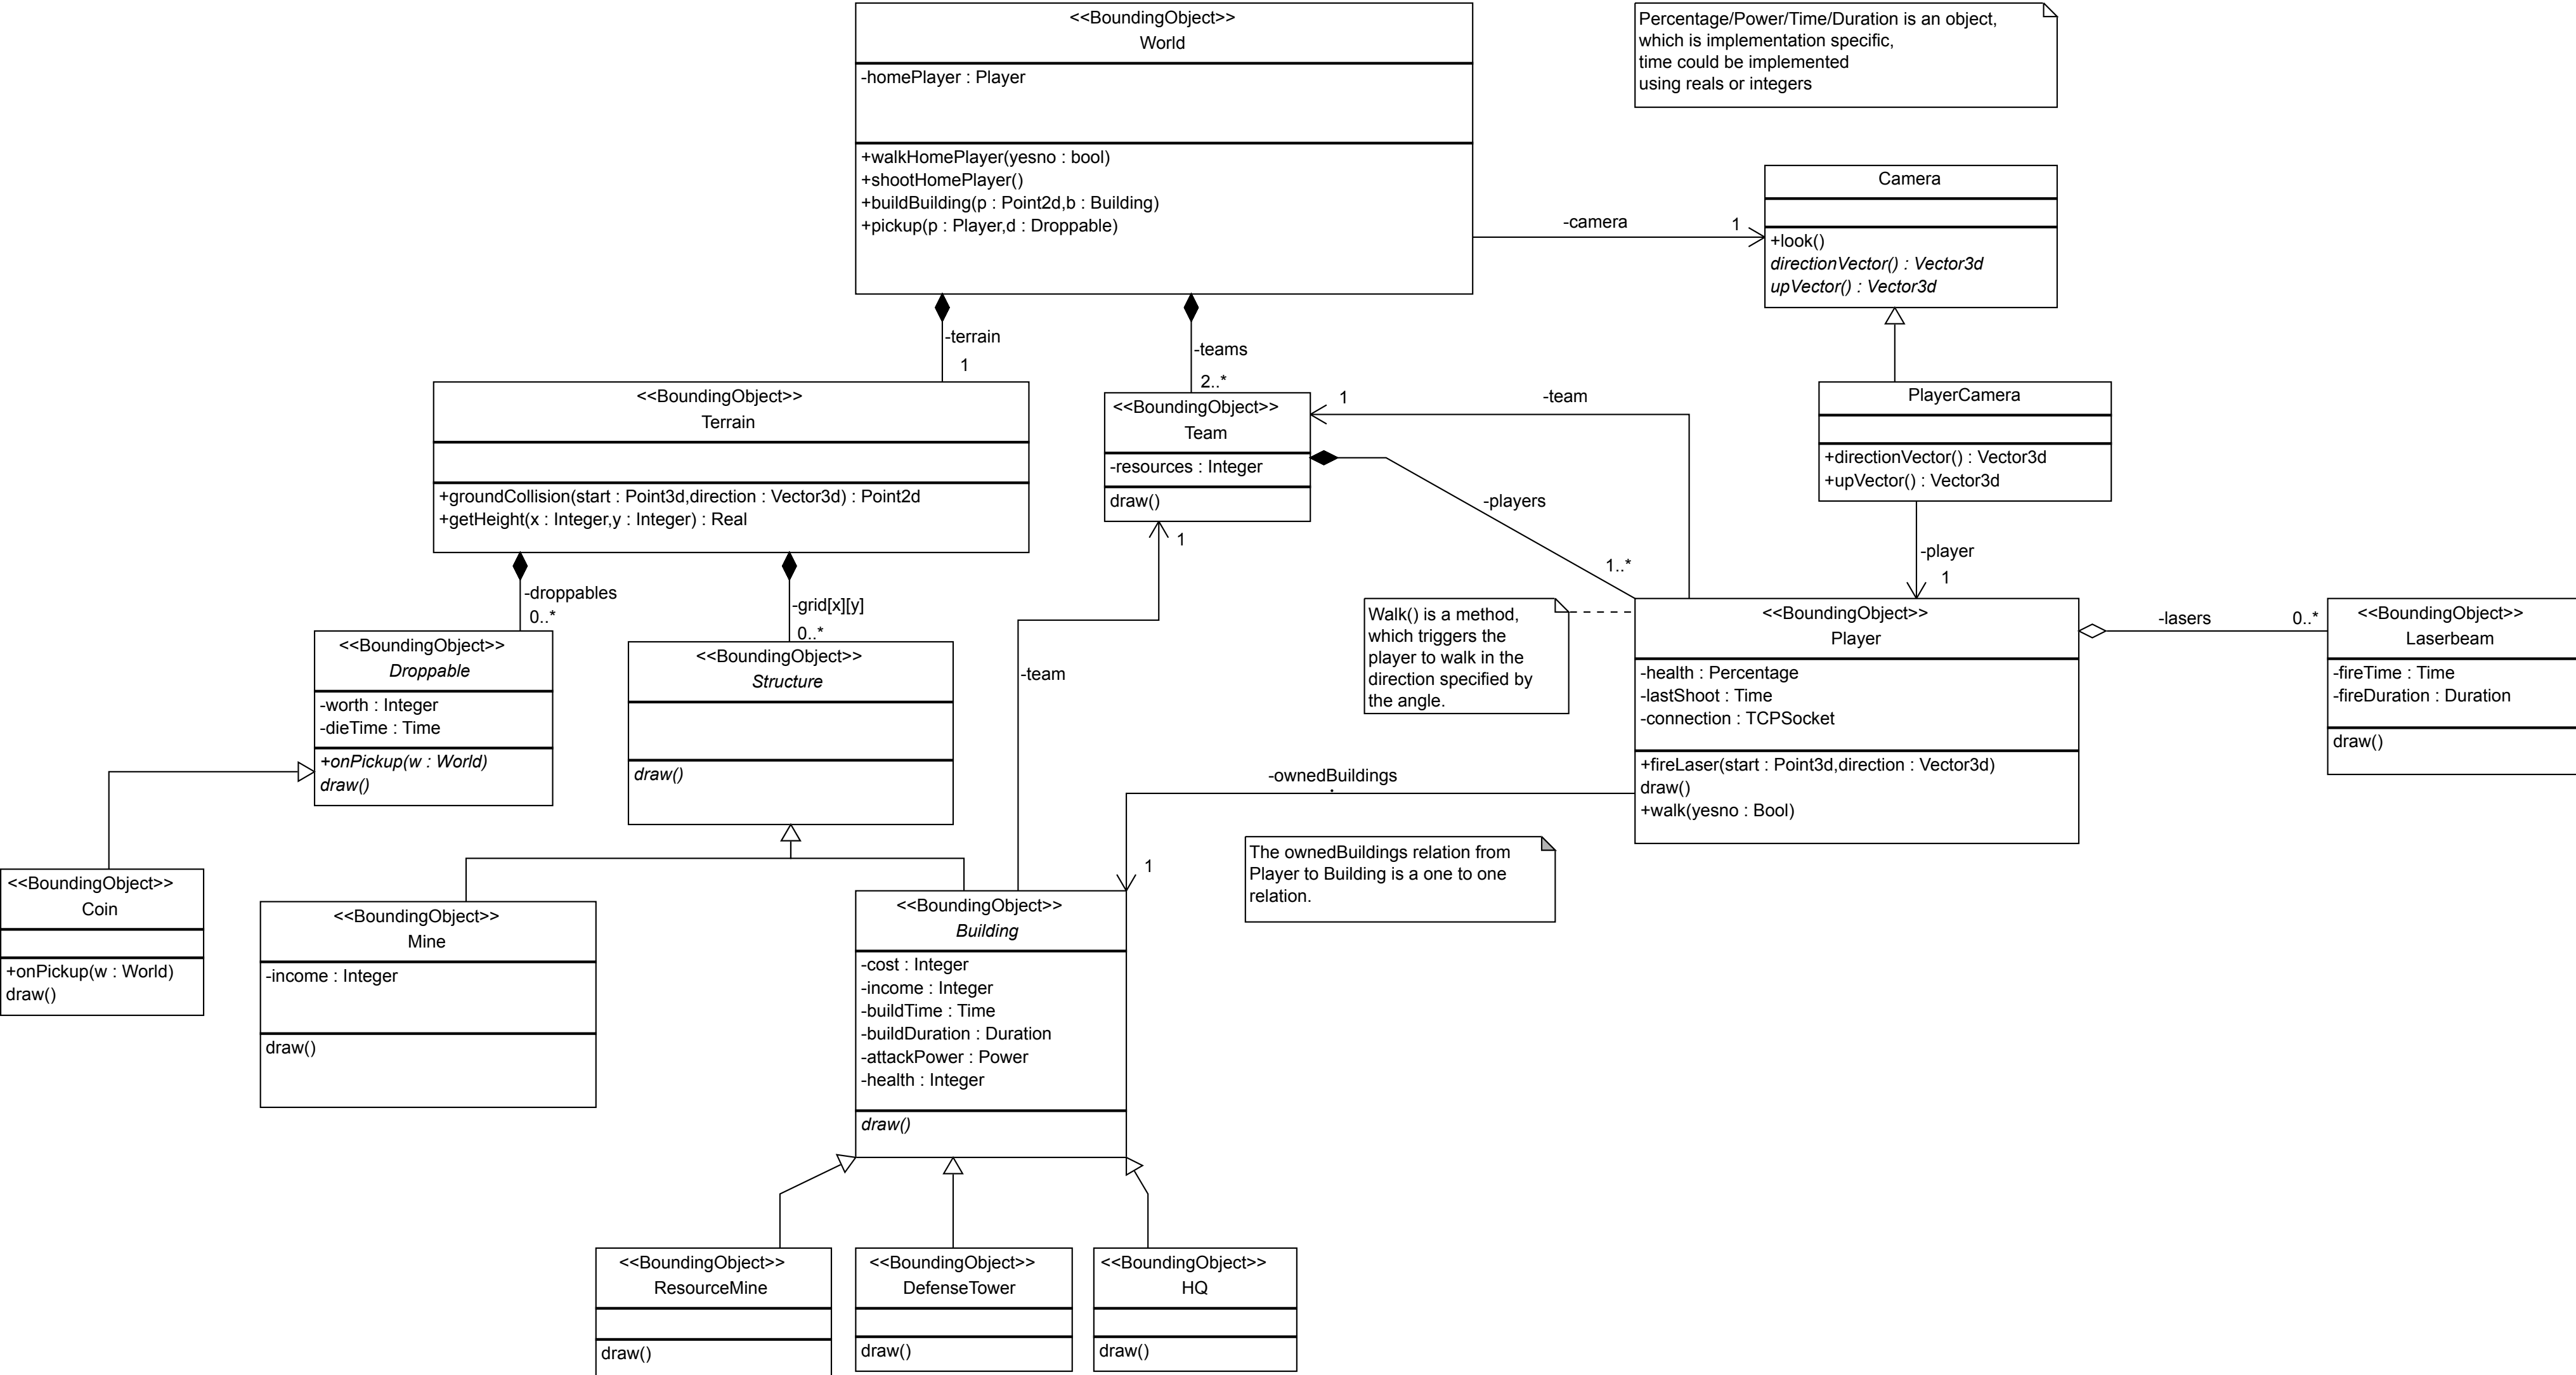 <<BoundingObject>>
World
-homePlayer : Player
+walkHomePlayer(yesno : bool)
+shootHomePlayer()
+buildBuilding(p : Point2d,b : Building)
+pickup(p : Player,d : Droppable)
Percentage/Power/Time/Duration is an object,
which is implementation specific,
time could be implemented
using reals or integers
-camera
1
Camera
+look()
directionVector() : Vector3d
upVector() : Vector3d
-terrain
1
-teams
2..*
<<BoundingObject>>
Terrain
+groundCollision(start : Point3d,direction : Vector3d) : Point2d
+getHeight(x : Integer,y : Integer) : Real
<<BoundingObject>>
Team
-resources : Integer
draw()
1
-team
-players
1..*
1
PlayerCamera
+directionVector() : Vector3d
+upVector() : Vector3d
-player
1
-droppables
0..*
-grid[x][y]
0..*
<<BoundingObject>>
Droppable
-worth : Integer
-dieTime : Time
+onPickup(w : World)
draw()
<<BoundingObject>>
Structure
draw()
-team
Walk() is a method,
which triggers the
player to walk in the
direction specified by
the angle.
<<BoundingObject>>
Player
-health : Percentage
-lastShoot : Time
-connection : TCPSocket
+fireLaser(start : Point3d,direction : Vector3d)
draw()
+walk(yesno : Bool)
-lasers
0..*
<<BoundingObject>>
Laserbeam
-fireTime : Time
-fireDuration : Duration
draw()
-ownedBuildings
1
The ownedBuildings relation from
Player to Building is a one to one
relation.
<<BoundingObject>>
Coin
+onPickup(w : World)
draw()
<<BoundingObject>>
Mine
-income : Integer
draw()
<<BoundingObject>>
Building
-cost : Integer
-income : Integer
-buildTime : Time
-buildDuration : Duration
-attackPower : Power
-health : Integer
draw()
<<BoundingObject>>
ResourceMine
draw()
<<BoundingObject>>
DefenseTower
draw()
<<BoundingObject>>
HQ
draw()